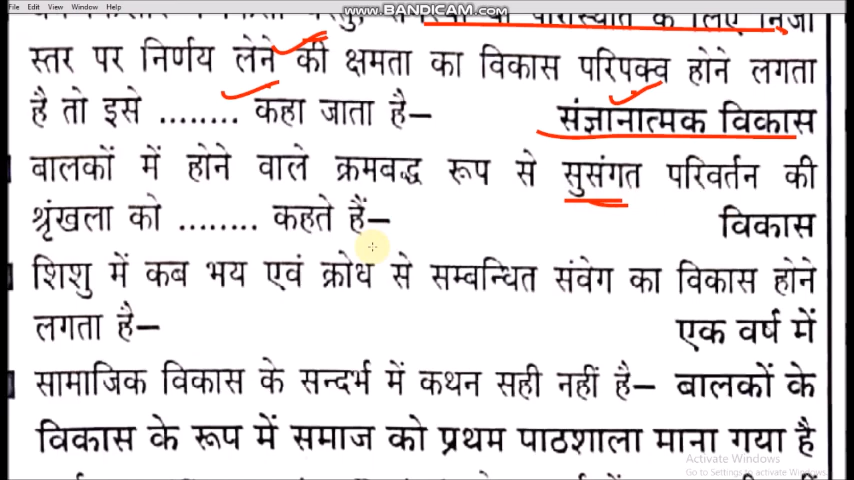 File Edit View Window Help
www.BANDICAM.com
के लिए निजी
स्तर पर निर्णय लेने की क्षमता का विकास परिपक्व होने लगता
है तो इसे ........ कहा जाता है– संज्ञानात्मक विकास
बालकों में होने वाले क्रमबद्ध रूप से सुसंगत परिवर्तन की
श्रृंखला को ........ कहते हैं– विकास
शिशु में कब भय एवं क्रोध से सम्बन्धित संवेग का विकास होने
लगता है– एक वर्ष में
सामाजिक विकास के सन्दर्भ में कथन सही नहीं है– बालकों के
विकास के रूप में समाज को प्रथम पाठशाला माना गया है
Activate Windows
Go to Settings to activate Windows.